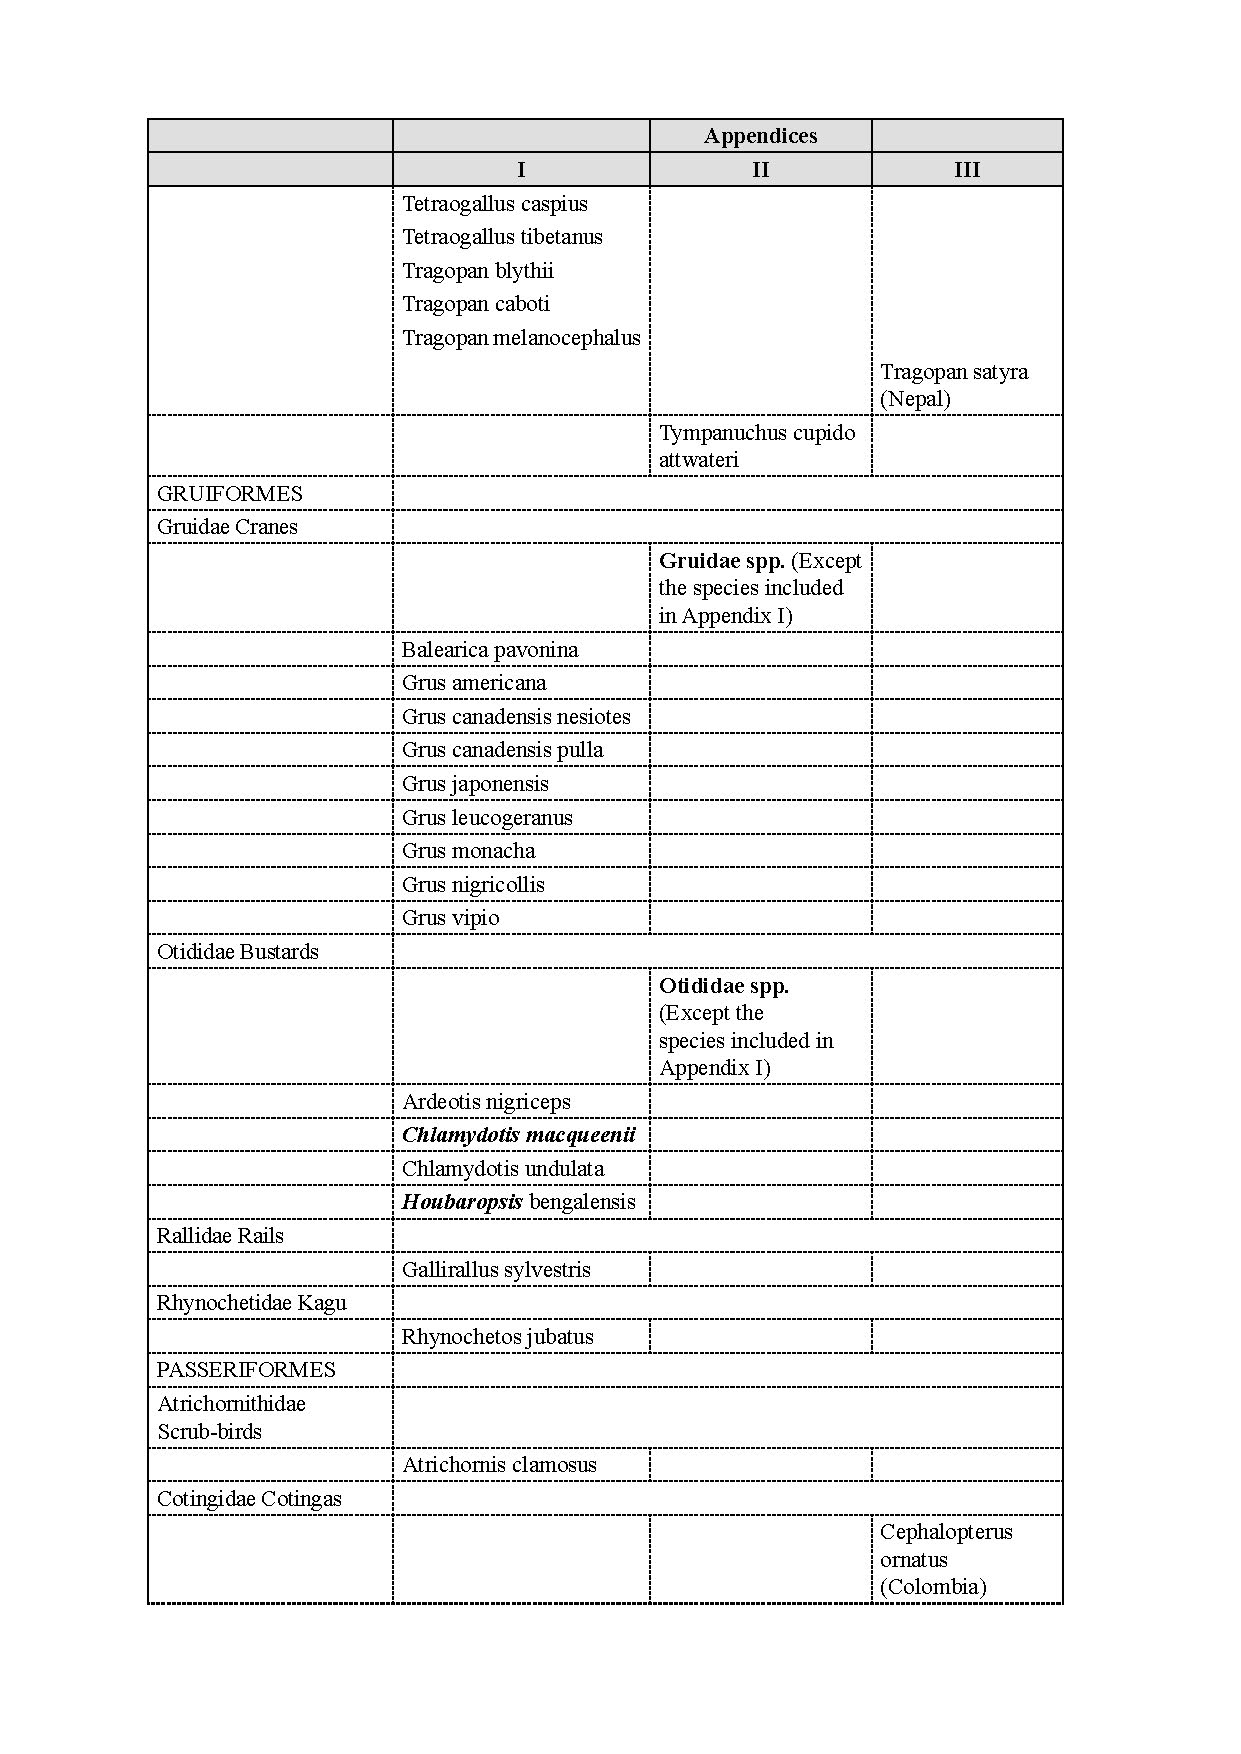 Appendices
I II III
Tetraogallus caspius
Tetraogallus tibetanus
Tragopan blythii
Tragopan caboti
Tragopan melanocephalus
Tragopan satyra
(Nepal)
Tympanuchus cupido
attwateri
GRUIFORMES
Gruidae Cranes
Gruidae spp. (Except
the species included
in Appendix I)
Balearica pavonina
Grus americana
Grus canadensis nesiotes
Grus canadensis pulla
Grus japonensis
Grus leucogeranus
Grus monacha
Grus nigricollis
Grus vipio
Otididae Bustards
Otididae spp.
(Except the
species included in
Appendix I)
Ardeotis nigriceps
Chlamydotis macqueenii
Chlamydotis undulata
Houbaropsis bengalensis
Rallidae Rails
Gallirallus sylvestris
Rhynochetidae Kagu
Rhynochetos jubatus
PASSERIFORMES
Atrichornithidae
Scrub-birds
Atrichornis clamosus
Cotingidae Cotingas
Cephalopterus
ornatus
(Colombia)